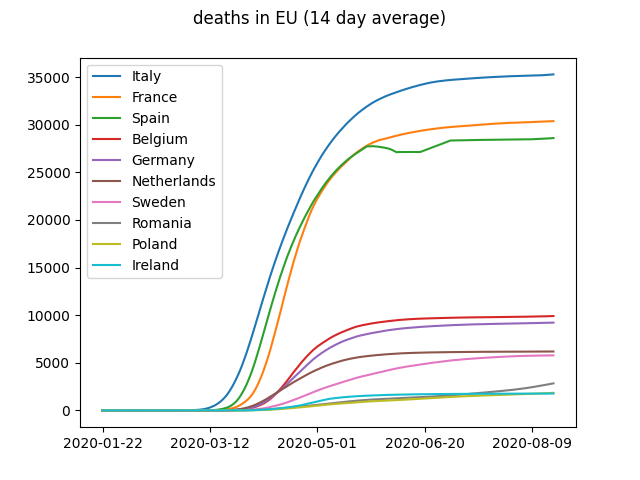 deaths in EU (14 day average)
35000
30000
25000
20000
15000
10000
5000
0
Italy
France
Spain
Belgium
Germany
Netherlands
Sweden
Romania
Poland
Ireland
2020-01-22 2020-03-12 2020-05-01 2020-06-20 2020-08-09